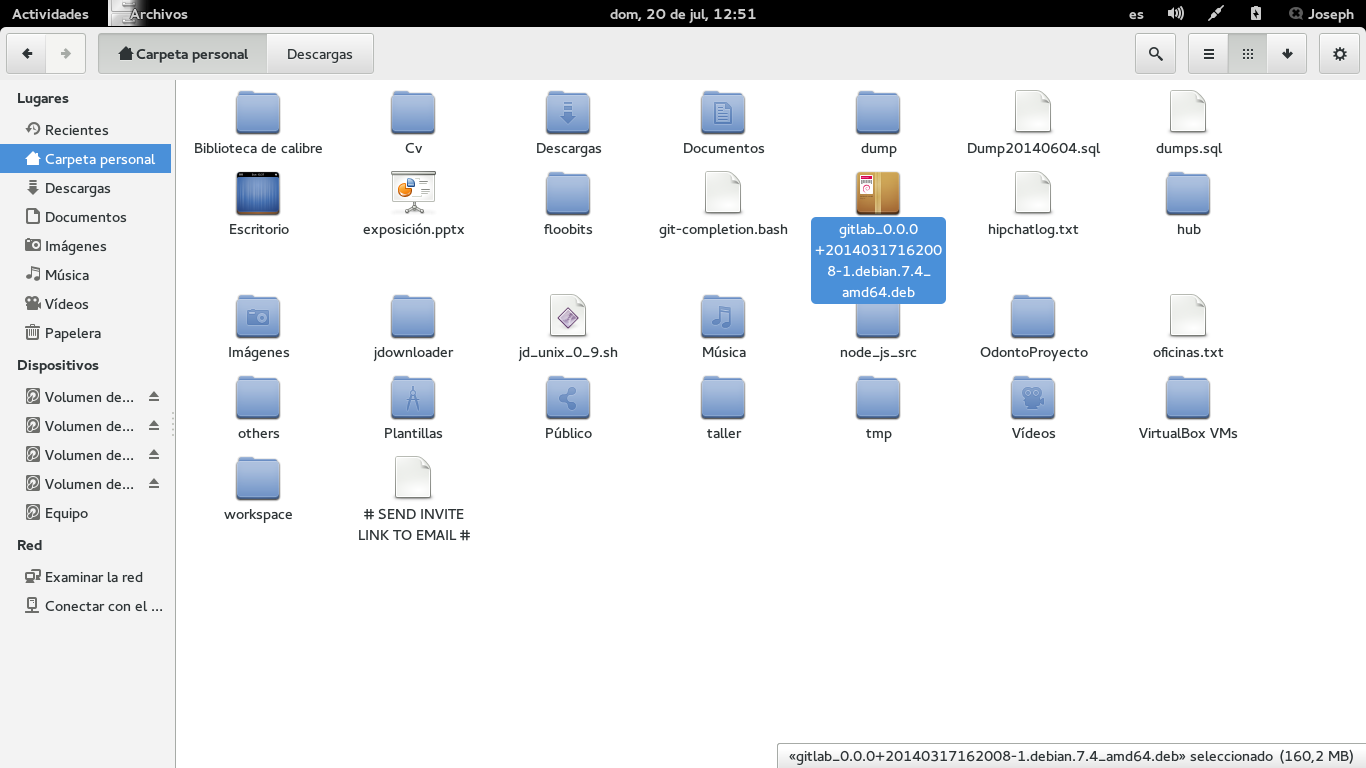 Actividades
Archivos
dom, 20 de jul, 12:51
es
Joseph
Carpeta personal
Descargas
Lugares
Recientes
Carpeta personal
Descargas
Documentos
Imágenes
Música
Vídeos
Papelera
Dispositivos
Volumen de...
Volumen de...
Volumen de...
Volumen de...
Equipo
Red
Examinar la red
Conectar con el ...
Biblioteca de calibre
Cv
Descargas
Documentos
dump
Dump20140604.sql
dumps.sql
Escritorio
exposición.pptx
floobits
git-completion.bash
gitlab_0.0.0
+2014031716200
8-1.debian.7.4_
amd64.deb
hipchatlog.txt
hub
Imágenes
jdownloader
jd_unix_0_9.sh
Música
node_js_src
OdontoProyecto
oficinas.txt
others
Plantillas
Público
taller
tmp
Vídeos
VirtualBox VMs
workspace
# SEND INVITE
LINK TO EMAIL #
«gitlab_0.0.0+20140317162008-1.debian.7.4_amd64.deb» seleccionado (160,2 MB)